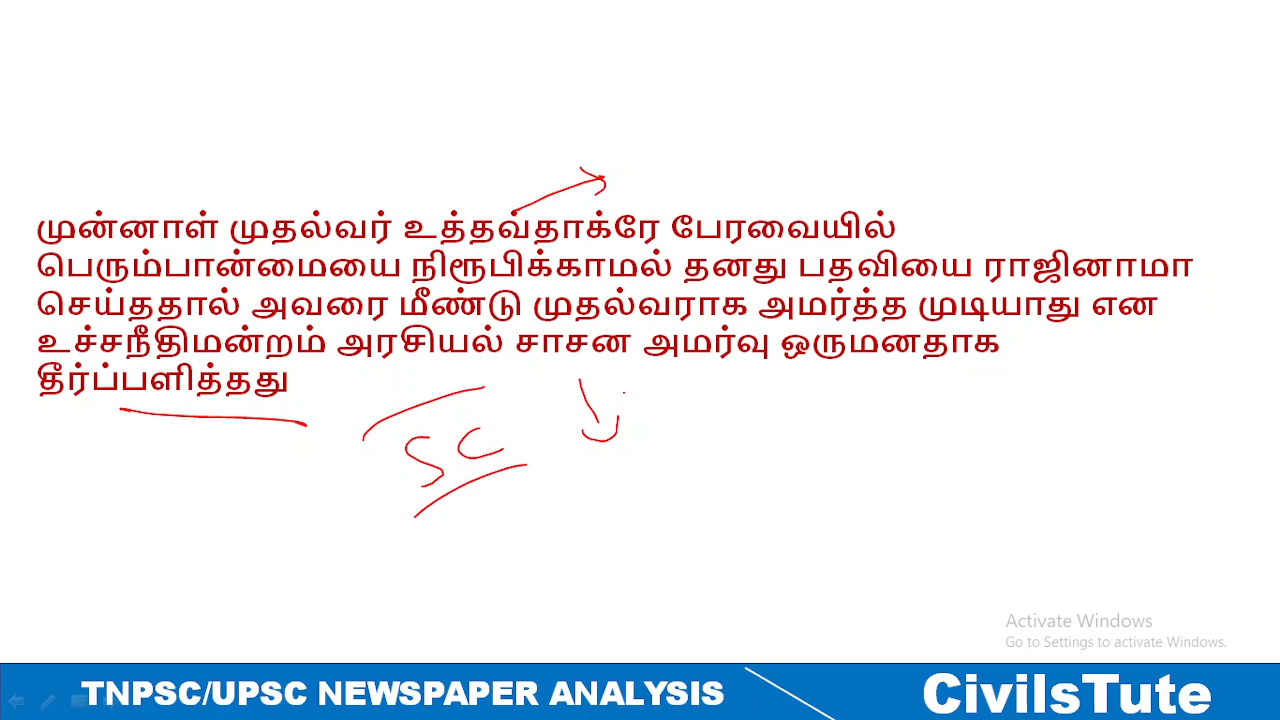 முன்னாள் முதல்வர் உத்தவ்தாக்ரே பேரவையில்
பெரும்பான்மையை நிரூபிக்காமல் தனது பதவியை ராஜினாமா
செய்ததால் அவரை மீண்டு முதல்வராக அமர்த்த முடியாது என
உச்சநீதிமன்றம் அரசியல் சாசன அமர்வு ஒருமனதாக
தீர்ப்பளித்தது
SC
Activate Windows
Go to Settings to activate Windows.
TNPSC/UPSC NEWSPAPER ANALYSIS
CivilsTute